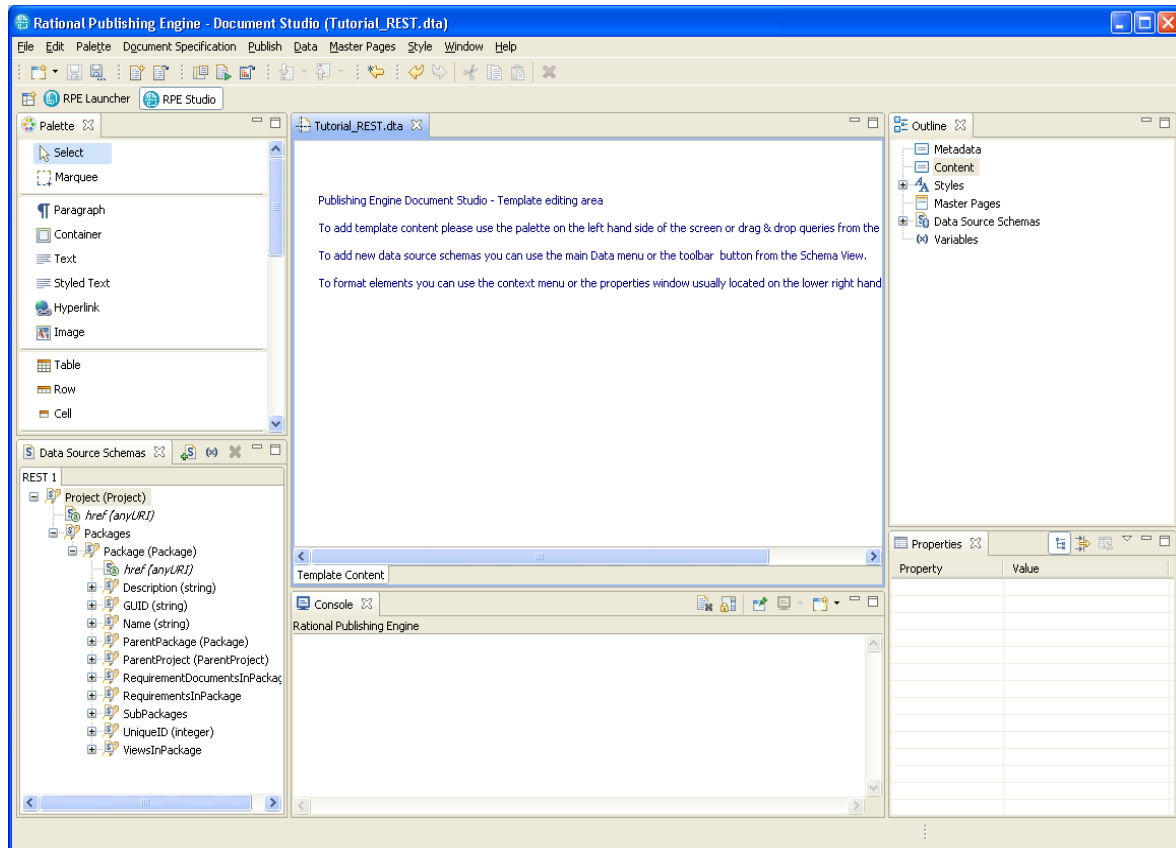 Rational Publishing Engine - Document Studio (Tutorial_REST.dta)
File Edit Palette Document Specification Publish Data Master Pages Style Window Help
RPE Launcher RPE Studio
Palette
Select
Marquee
Paragraph
Container
Text
Styled Text
Hyperlink
Image
Table
Row
Cell
Data Source Schemas
REST 1
Project (Project)
href (anyURI)
Packages
Package (Package)
href (anyURI)
Description (string)
GUID (string)
Name (string)
ParentPackage (Package)
ParentProject (ParentProject)
RequirementDocumentsInPackag
RequirementsInPackage
SubPackages
UniqueID (integer)
ViewsInPackage
Tutorial_REST.dta
Publishing Engine Document Studio - Template editing area
To add template content please use the palette on the left hand side of the screen or drag & drop queries from the
To add new data source schemas you can use the main Data menu or the toolbar button from the Schema View.
To format elements you can use the context menu or the properties window usually located on the lower right hand
Template Content
Console
Rational Publishing Engine
Outline
Metadata
Content
Styles
Master Pages
Data Source Schemas
Variables
Properties
Property Value